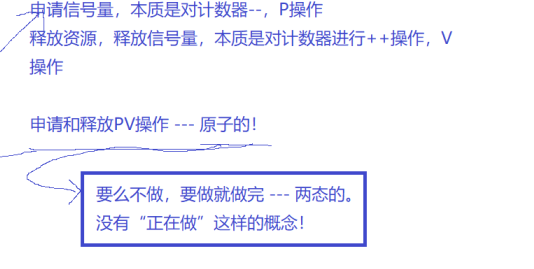 申请信号量，本质是对计数器--，P操作
释放资源，释放信号量，本质是对计数器进行++操作，V
操作
申请和释放PV操作 --- 原子的！
要么不做，要做就做完 --- 两态的。
没有“正在做”这样的概念！